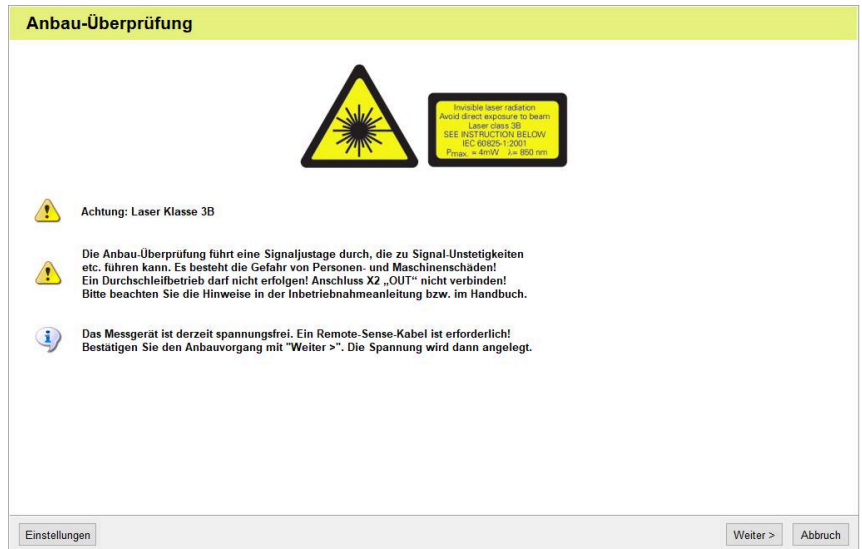 Anbau-Überprüfung
Invisible laser radiation
Avoid direct exposure to beam
Laser class 3B
SEE INSTRUCTION BELOW
IEC 60825-1:2001
Pmax. = 4mW λ= 850 nm
Achtung: Laser Klasse 3B
Die Anbau-Überprüfung führt eine Signaljustage durch, die zu Signal-Unstetigkeiten
etc. führen kann. Es besteht die Gefahr von Personen- und Maschinenschäden!
Ein Durchschleifbetrieb darf nicht erfolgen! Anschluss X2 „OUT“ nicht verbinden!
Bitte beachten Sie die Hinweise in der Inbetriebnahmeanleitung bzw. im Handbuch.
Das Messgerät ist derzeit spannungsfrei. Ein Remote-Sense-Kabel ist erforderlich!
Bestätigen Sie den Anbauvorgang mit "Weiter >". Die Spannung wird dann angelegt.
Einstellungen Weiter > Abbruch